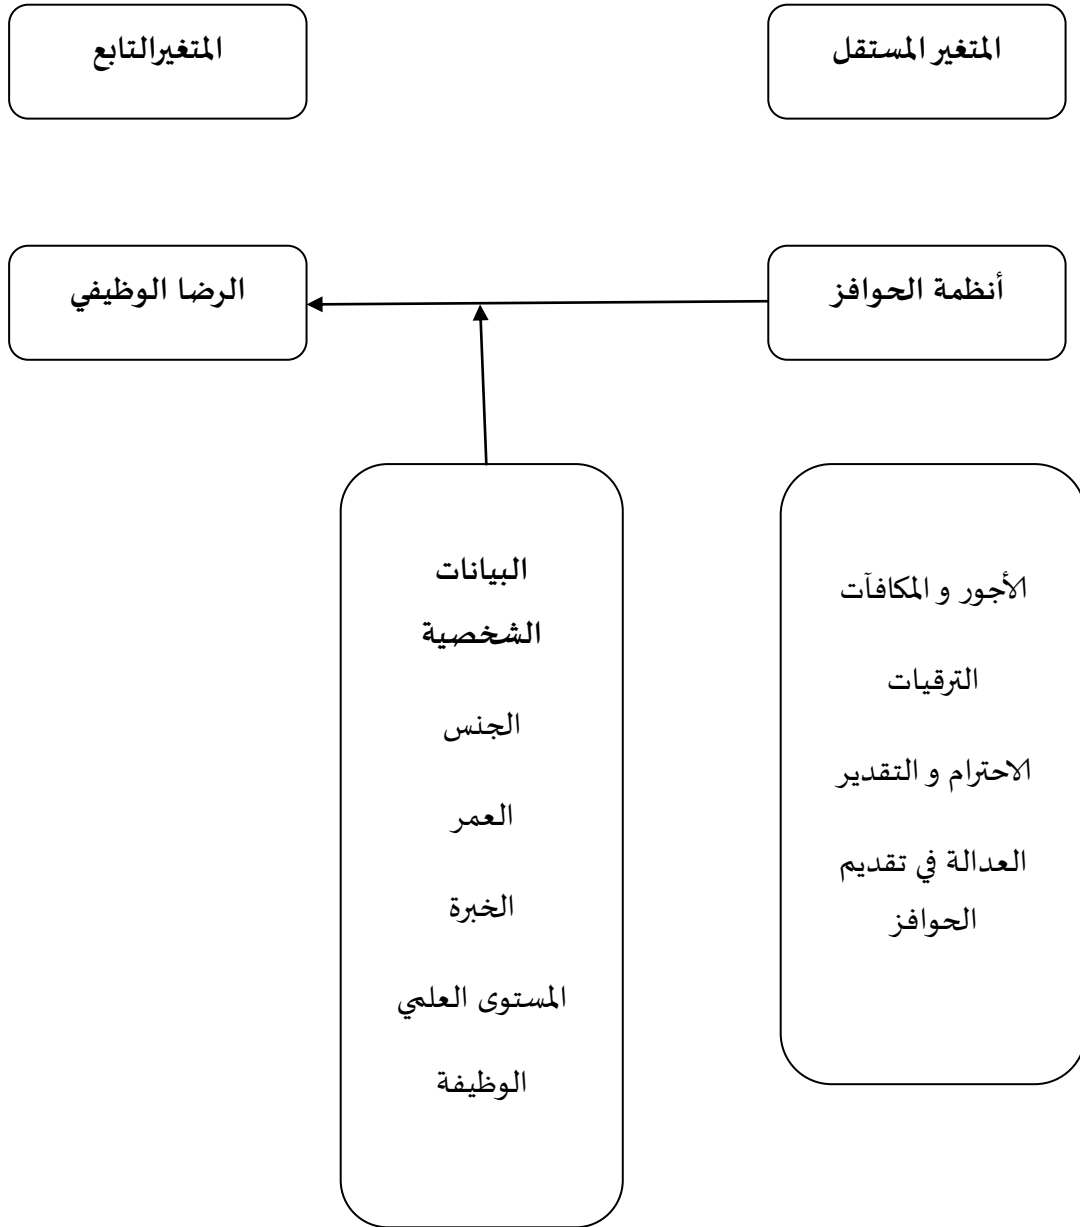 المتغير المستقل
المتغيرالتابع
أنظمة الحوافز
الرضا الوظيفي
الأجور و المكافآت
الترقيات
الاحترام و التقدير
العدالة في تقديم
الحوافز
البيانات
الشخصية
الجنس
العمر
الخبرة
المستوى العلمي
الوظيفة